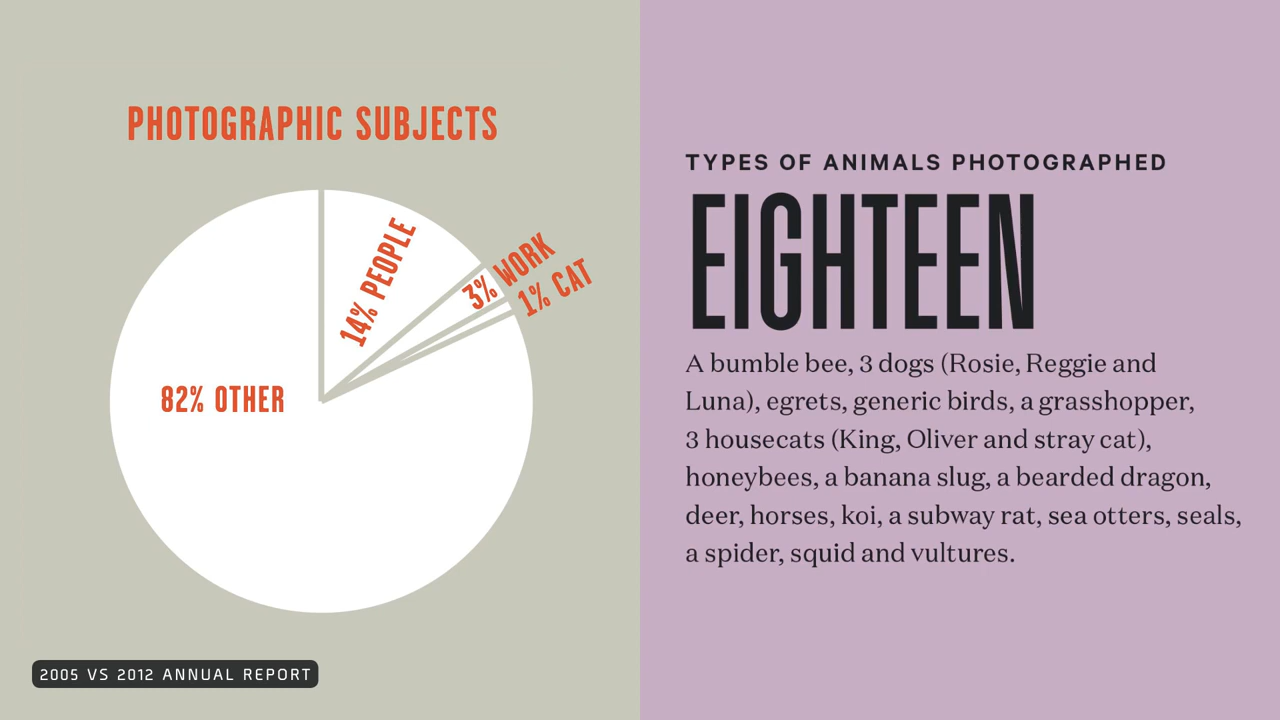 PHOTOGRAPHIC SUBJECTS
14% PEOPLE
3% WORK
1% CAT
82% OTHER
2005 VS 2012 ANNUAL REPORT
TYPES OF ANIMALS PHOTOGRAPHED
EIGHTEEN
A bumble bee, 3 dogs (Rosie, Reggie and
Luna), egrets, generic birds, a grasshopper,
3 housecats (King, Oliver and stray cat),
honeybees, a banana slug, a bearded dragon,
deer, horses, koi, a subway rat, sea otters, seals,
a spider, squid and vultures.